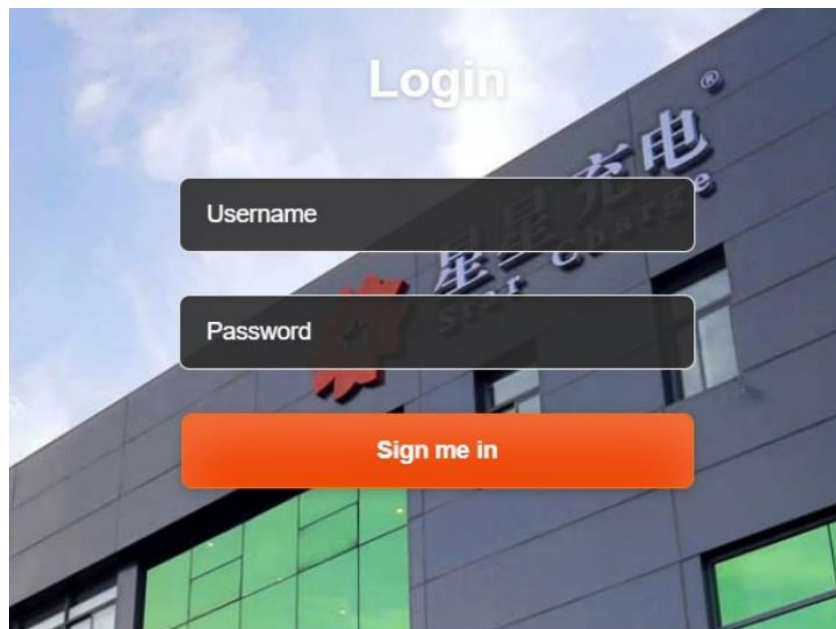 Login
®
星星充电
Star Charge
Username
Password
Sign me in